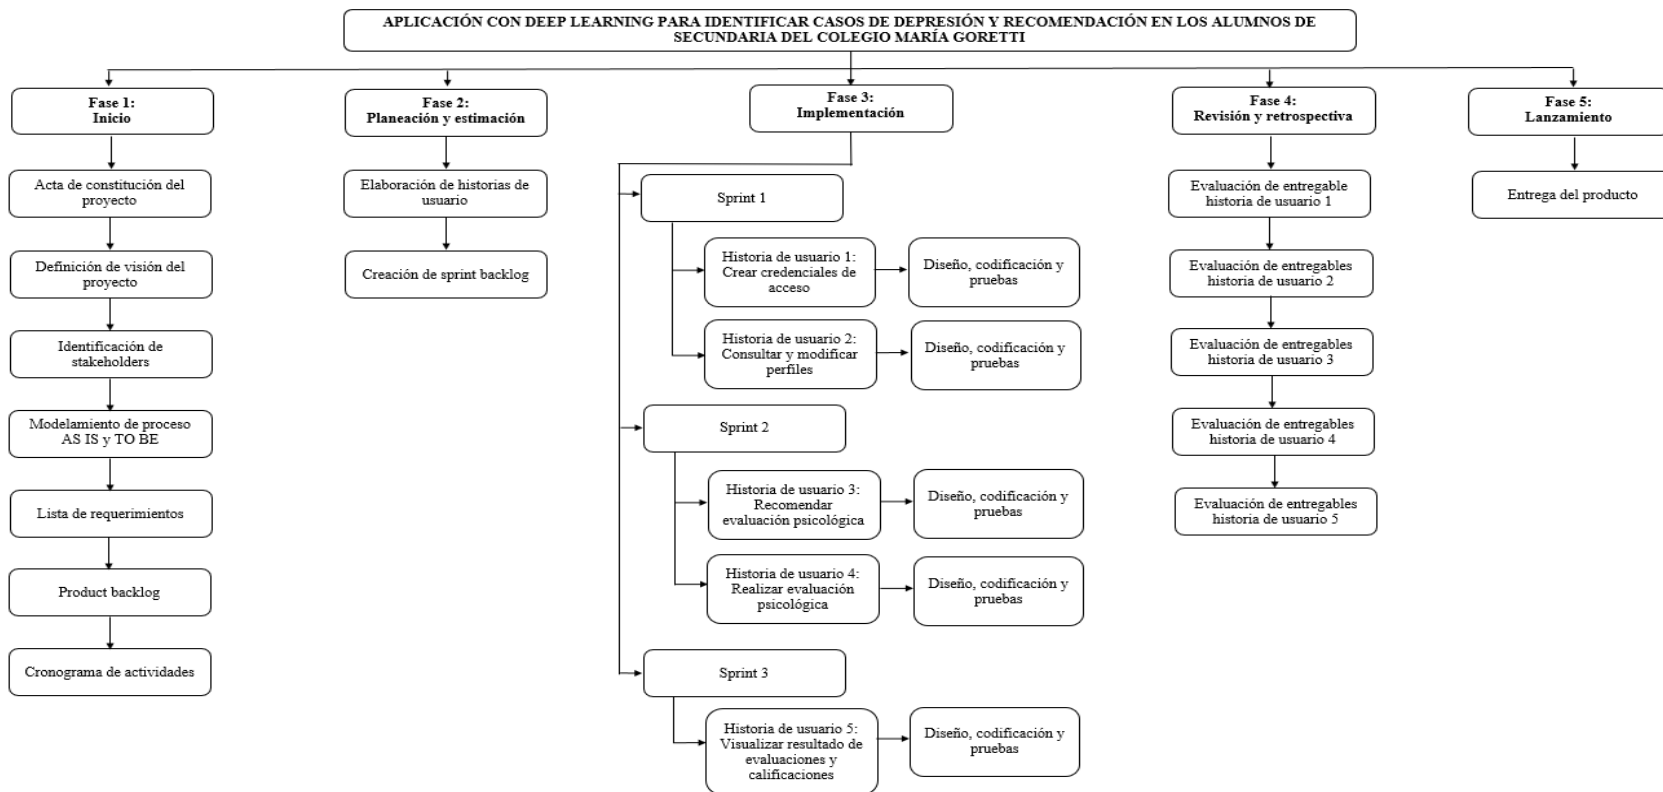 APLICACIÓN CON DEEP LEARNING PARA IDENTIFICAR CASOS DE DEPRESIÓN Y RECOMENDACIÓN EN LOS ALUMNOS DE
SECUNDARIA DEL COLEGIO MARÍA GORETTI
Fase 1:
Inicio
Acta de constitución del
proyecto
Definición de visión del
proyecto
Identificación de
stakeholders
Modelamiento de proceso
AS IS y TO BE
Lista de requerimientos
Product backlog
Cronograma de actividades
Fase 2:
Planeación y estimación
Elaboración de historias de
usuario
Creación de sprint backlog
Fase 3:
Implementación
Sprint 1
Historia de usuario 1:
Crear credenciales de
acceso
Diseño, codificación y
pruebas
Historia de usuario 2:
Consultar y modificar
perfiles
Diseño, codificación y
pruebas
Sprint 2
Historia de usuario 3:
Recomendar
evaluación psicológica
Diseño, codificación y
pruebas
Historia de usuario 4:
Realizar evaluación
psicológica
Diseño, codificación y
pruebas
Sprint 3
Historia de usuario 5:
Visualizar resultado de
evaluaciones y
calificaciones
Diseño, codificación y
pruebas
Fase 4:
Revisión y retrospectiva
Evaluación de entregable
historia de usuario 1
Evaluación de entregables
historia de usuario 2
Evaluación de entregables
historia de usuario 3
Evaluación de entregables
historia de usuario 4
Evaluación de entregables
historia de usuario 5
Fase 5:
Lanzamiento
Entrega del producto